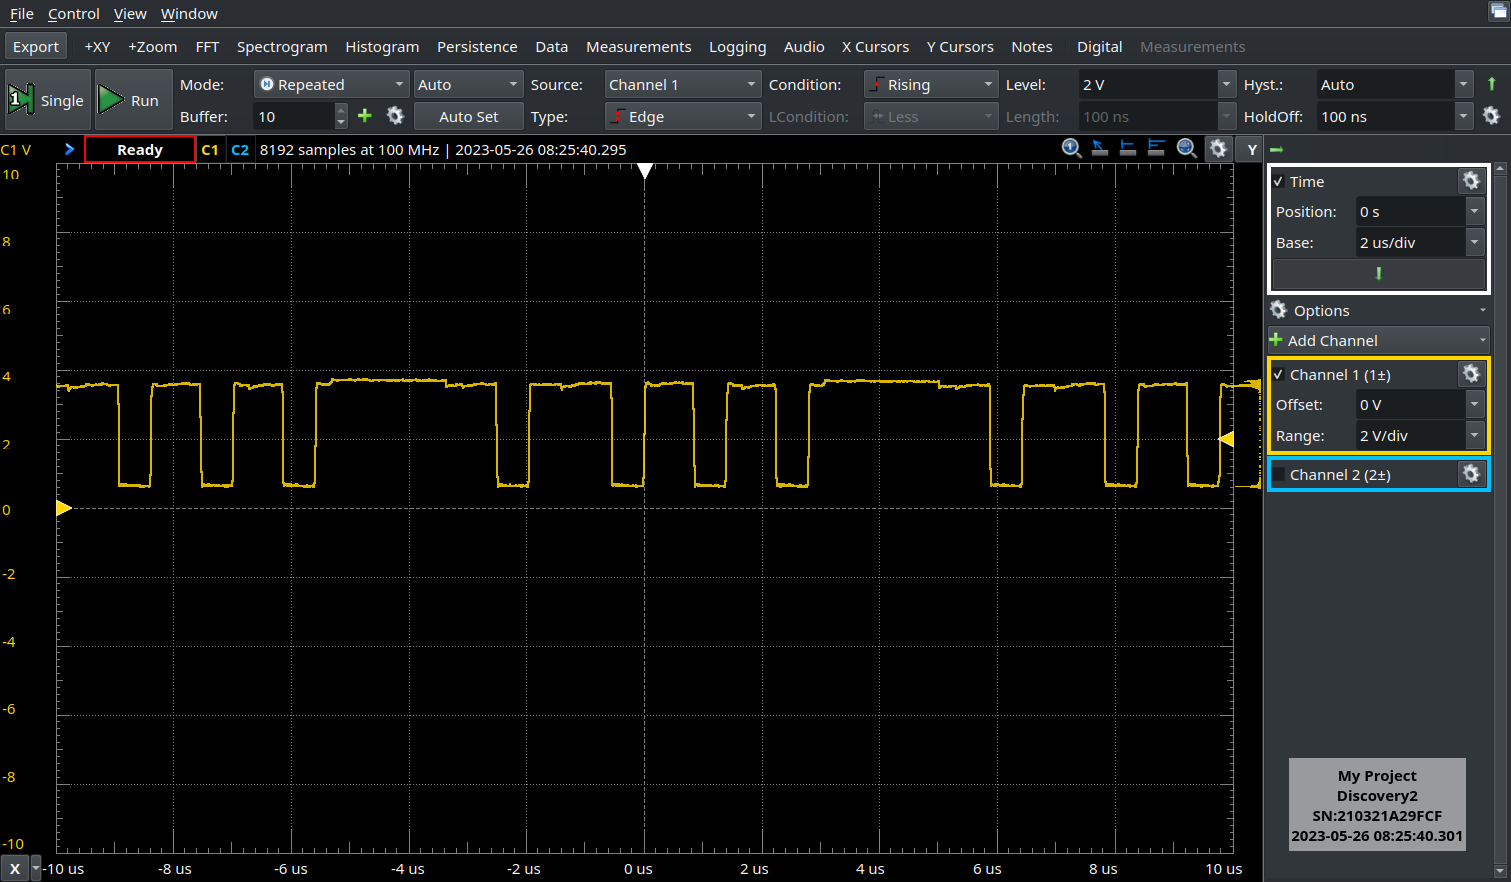 File Control View Window
Export +XY +Zoom FFT Spectrogram Histogram Persistence Data Measurements Logging Audio X Cursors Y Cursors Notes Digital Measurements
1 Single Run Mode: Repeated Auto Source: Channel 1 Condition: Rising Level: 2 V Hyst.: Auto
Buffer: 10 Auto Set Type: Edge LCondition: Less Length: 100 ns HoldOff: 100 ns
C1 V Ready C1 C2 8192 samples at 100 MHz | 2023-05-26 08:25:40.295 Y
10
8
6
4
2
0
-2
-4
-6
-8
-10
X -10 us -8 us -6 us -4 us -2 us 0 us 2 us 4 us 6 us 8 us 10 us
Time
Position: 0 s
Base: 2 us/div
Options
Add Channel
Channel 1 (1±)
Offset: 0 V
Range: 2 V/div
Channel 2 (2±)
My Project
Discovery2
SN:210321A29FCF
2023-05-26 08:25:40.301